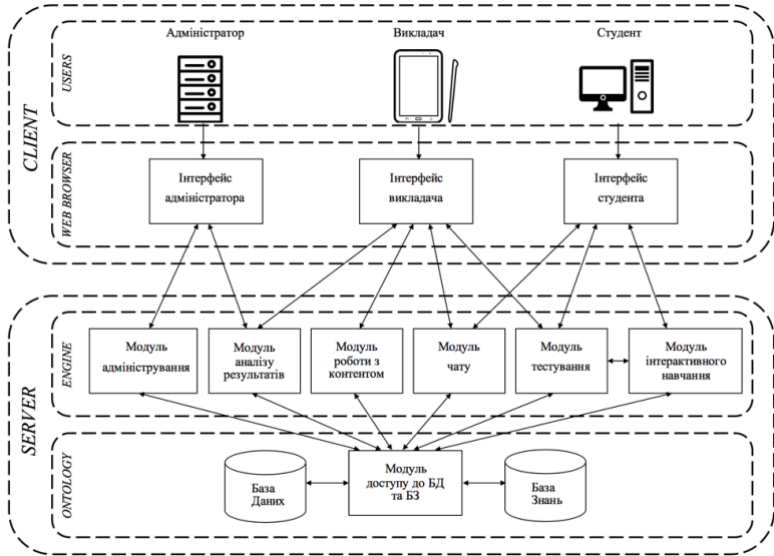 CLIENT
USERS
Адміністратор
Викладач
Студент
WEB BROWSER
Інтерфейс
адміністратора
Інтерфейс
викладача
Інтерфейс
студента
SERVER
ENGINE
Модуль
адміністрування
Модуль
аналізу
результатів
Модуль
роботи з
контентом
Модуль
чату
Модуль
тестування
Модуль
інтерактивного
навчання
ONTOLOGY
База
Даних
Модуль
доступу до БД
та БЗ
База
Знань